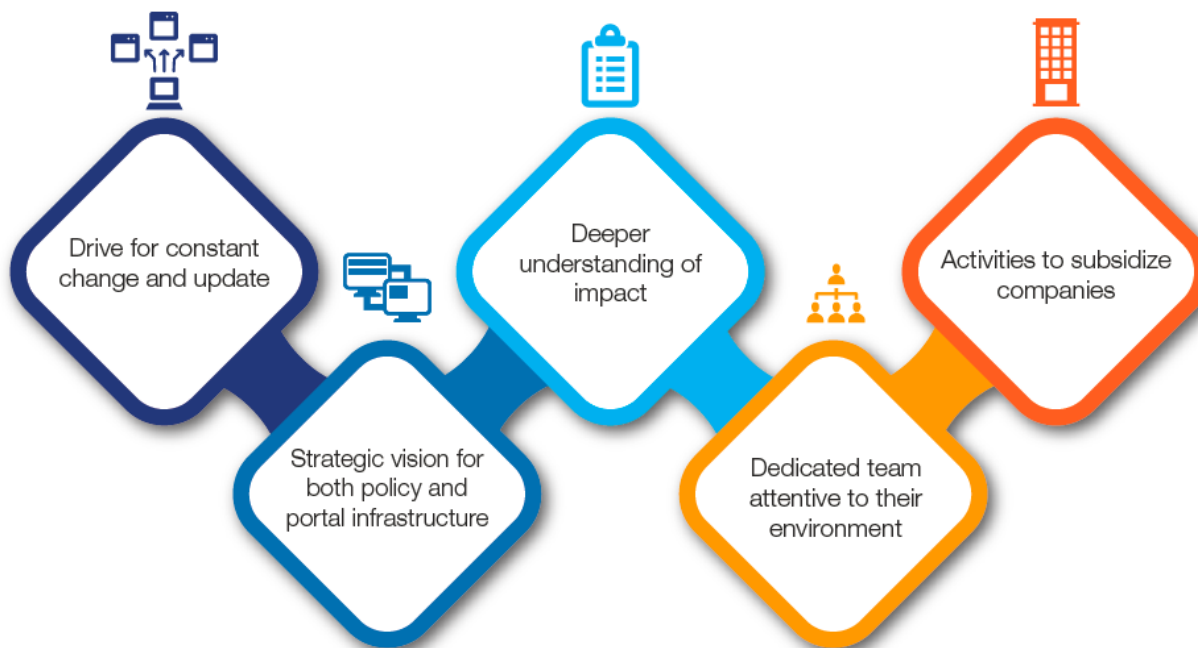 Drive for constant
change and update
Strategic vision for
both policy and
portal infrastructure
Deeper
understanding of
impact
Dedicated team
attentive to their
environment
Activities to subsidize
companies